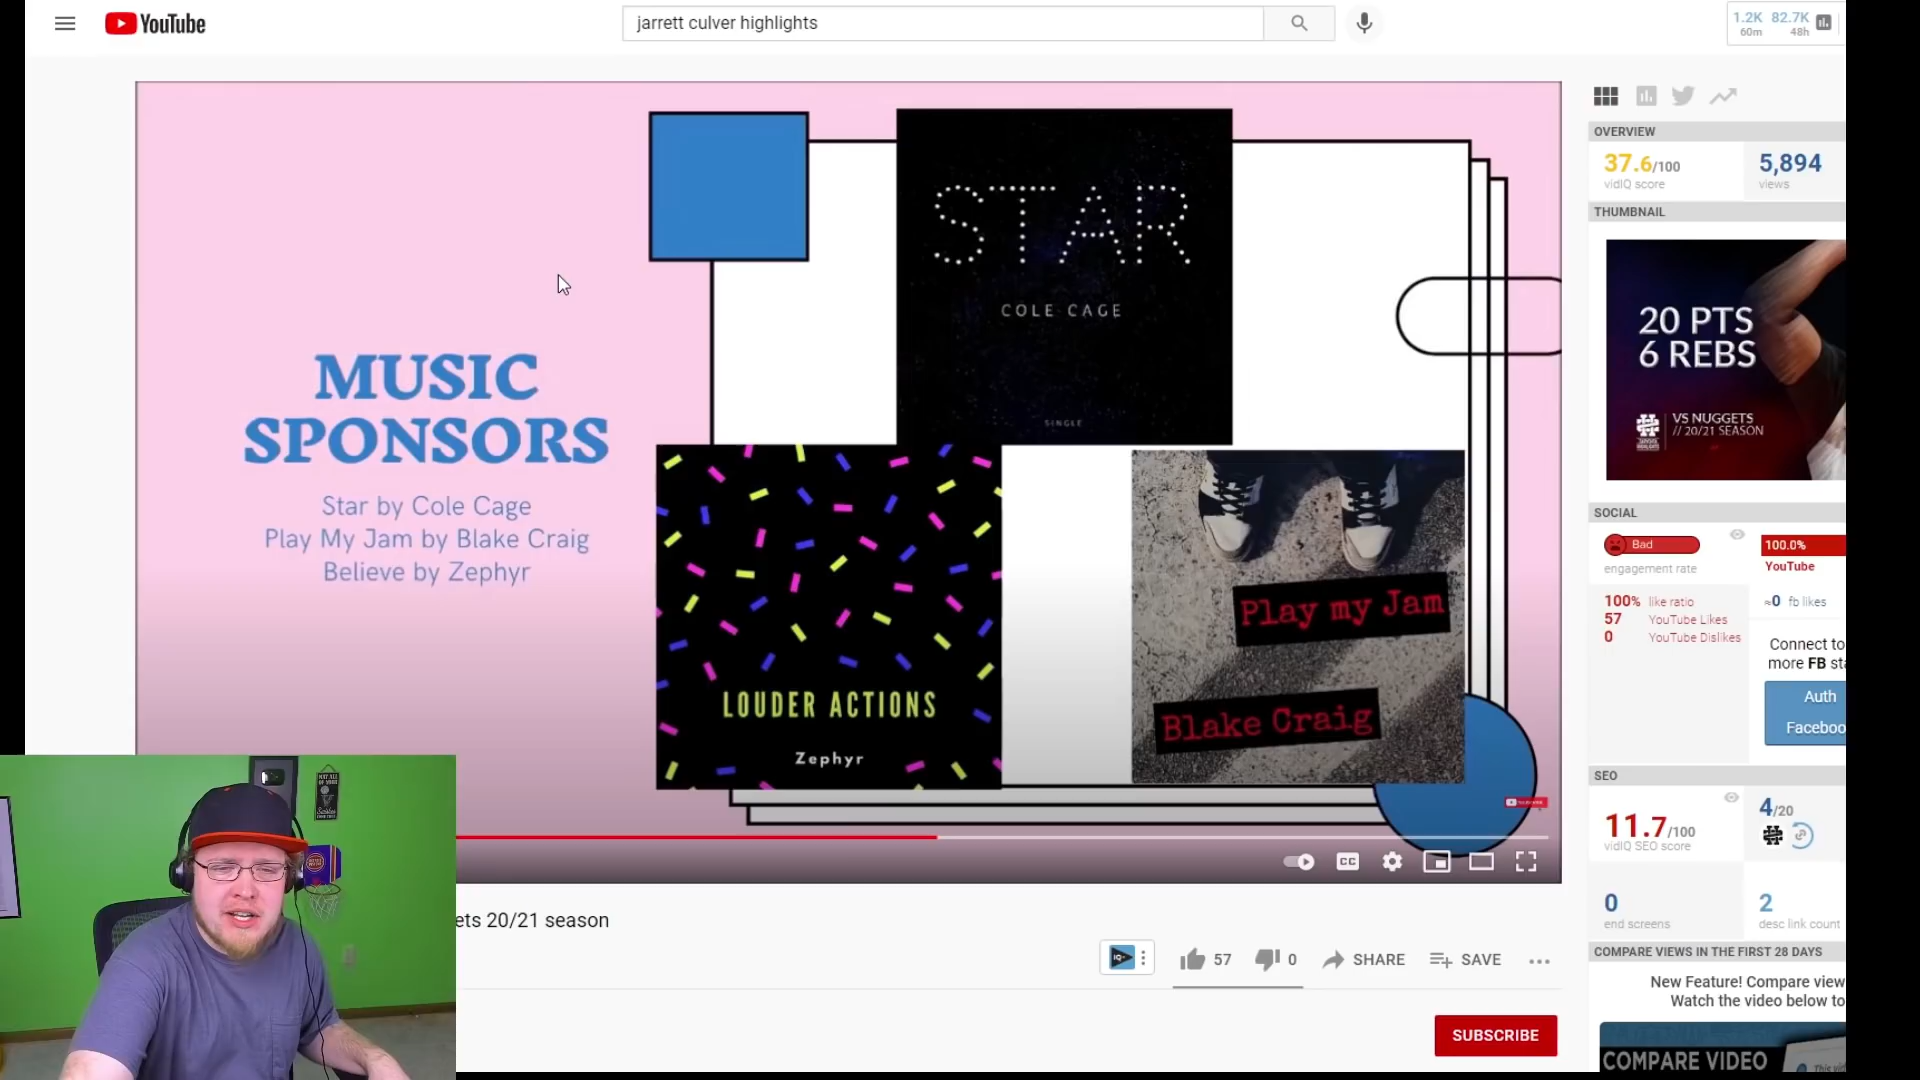 YouTube
jarrett culver highlights
1.2K 82.7K
60m 48h
MUSIC
SPONSORS
Star by Cole Cage
Play My Jam by Blake Craig
Believe by Zephyr
STAR
COLE CAGE
SINGLE
LOUDER ACTIONS
Zephyr
Play my Jam
Blake Craig
CC
ets 20/21 season
57
0
SHARE
SAVE
SUBSCRIBE
OVERVIEW
37.6/100
vidIQ score
5,894
views
THUMBNAIL
20 PTS
6 REBS
VS NUGGETS
// 20/21 SEASON
SOCIAL
Bad
engagement rate
100.0%
YouTube
100% like ratio
57 YouTube Likes
0 YouTube Dislikes
≈0 fb likes
Connect to
more FB sta
Auth
Faceboo
SEO
11.7/100
vidIQ SEO score
4/20
0
end screens
2
desc link count
COMPARE VIEWS IN THE FIRST 28 DAYS
New Feature! Compare view
Watch the video below to
COMPARE VIDEO